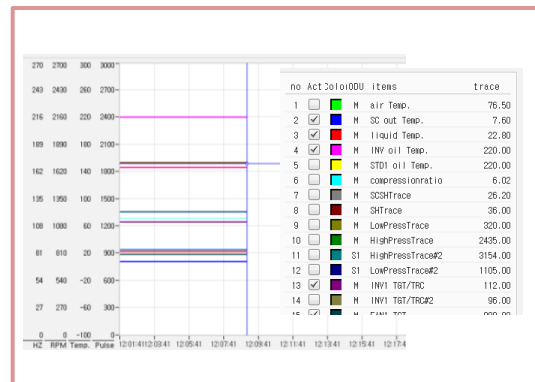 270 2700 300 3000
243 2430 260 2700
216 2160 220 2400
189 1890 180 2100
162 1620 140 1800
135 1350 100 1500
108 1080 60 1200
81 810 20 900
54 540 -20 600
27 270 -60 300
0 0 -100 0
HZ RPM Temp. Pulse 12:01:41 12:03:41 12:05:41 12:07:41 12:09:41 12:11:41 12:13:41 12:15:41 12:17:4
no Act Color ODU items trace
1 M air Temp. 76.50
2 M SC out Temp. 7.60
3 M liquid Temp. 22.80
4 M INV oil Temp. 220.00
5 M STD1 oil Temp. 220.00
6 M compressionratio 6.02
7 M SCSHTrace 26.20
8 M SHTrace 36.00
9 M LowPressTrace 320.00
10 M HighPressTrace 2435.00
11 S1 HighPressTrace#2 3154.00
12 S1 LowPressTrace#2 1105.00
13 M INV1 TGT/TRC 112.00
14 M INV1 TGT/TRC#2 96.00